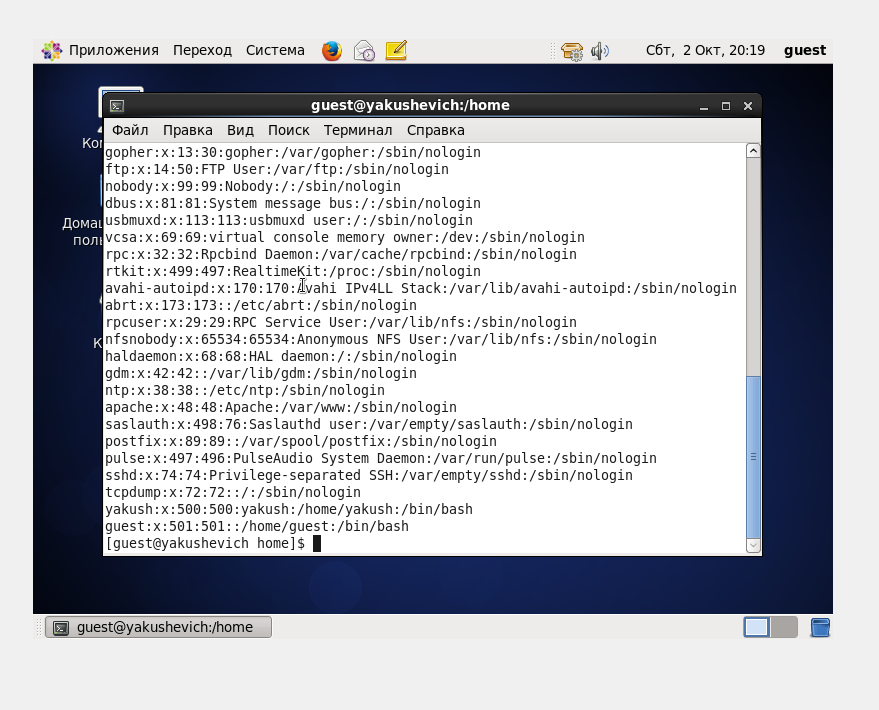 Приложения Переход Система
Сбт, 2 Окт, 20:19 guest
guest@yakushevich:/home
Файл Правка Вид Поиск Терминал Справка
gopher:x:13:30:gopher:/var/gopher:/sbin/nologin
ftp:x:14:50:FTP User:/var/ftp:/sbin/nologin
nobody:x:99:99:Nobody:/:/sbin/nologin
dbus:x:81:81:System message bus:/:/sbin/nologin
usbmuxd:x:113:113:usbmuxd user:/:/sbin/nologin
vcsa:x:69:69:virtual console memory owner:/dev:/sbin/nologin
rpc:x:32:32:Rpcbind Daemon:/var/cache/rpcbind:/sbin/nologin
rtkit:x:499:497:RealtimeKit:/proc:/sbin/nologin
avahi-autoipd:x:170:170:Avahi IPv4LL Stack:/var/lib/avahi-autoipd:/sbin/nologin
abrt:x:173:173::/etc/abrt:/sbin/nologin
rpcuser:x:29:29:RPC Service User:/var/lib/nfs:/sbin/nologin
nfsnobody:x:65534:65534:Anonymous NFS User:/var/lib/nfs:/sbin/nologin
haldaemon:x:68:68:HAL daemon:/:/sbin/nologin
gdm:x:42:42::/var/lib/gdm:/sbin/nologin
ntp:x:38:38::/etc/ntp:/sbin/nologin
apache:x:48:48:Apache:/var/www:/sbin/nologin
saslauth:x:498:76:Saslauthd user:/var/empty/saslauth:/sbin/nologin
postfix:x:89:89::/var/spool/postfix:/sbin/nologin
pulse:x:497:496:PulseAudio System Daemon:/var/run/pulse:/sbin/nologin
sshd:x:74:74:Privilege-separated SSH:/var/empty/sshd:/sbin/nologin
tcpdump:x:72:72::/:/sbin/nologin
yakush:x:500:500:yakush:/home/yakush:/bin/bash
guest:x:501:501::/home/guest:/bin/bash
[guest@yakushevich home]$
guest@yakushevich:/home